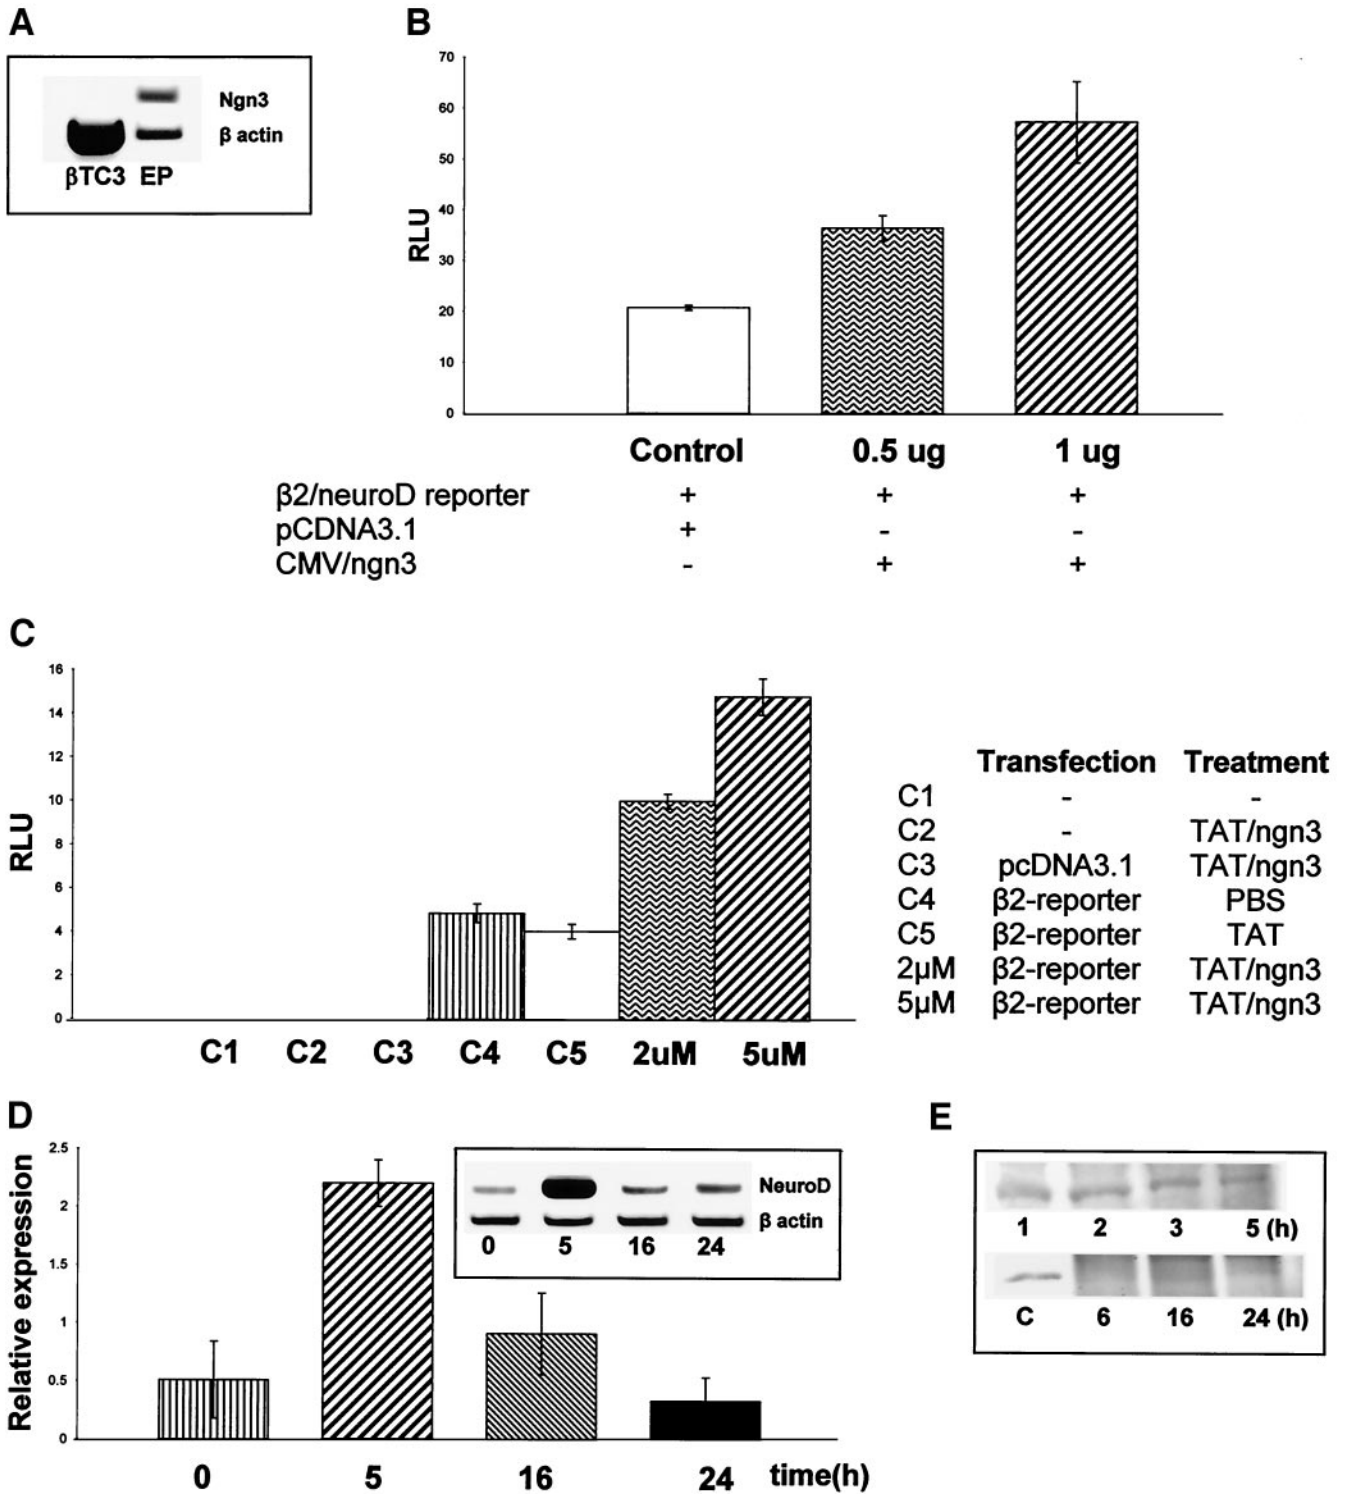 A
Ngn3
β actin
βTC3 EP
B
70
60
50
40
30
20
10
0
RLU
Control 0.5 ug 1 ug
β2/neuroD reporter + + +
pCDNA3.1 + - -
CMV/ngn3 - + +
C
16
14
12
10
8
6
4
2
0
RLU
C1 C2 C3 C4 C5 2uM 5uM
Transfection Treatment
C1 - -
C2 - TAT/ngn3
C3 pcDNA3.1 TAT/ngn3
C4 β2-reporter PBS
C5 β2-reporter TAT
2µM β2-reporter TAT/ngn3
5µM β2-reporter TAT/ngn3
D
2.5
2
1.5
1
0.5
0
Relative expression
NeuroD
β actin
0 5 16 24
0 5 16 24 time(h)
E
1 2 3 5 (h)
C 6 16 24 (h)